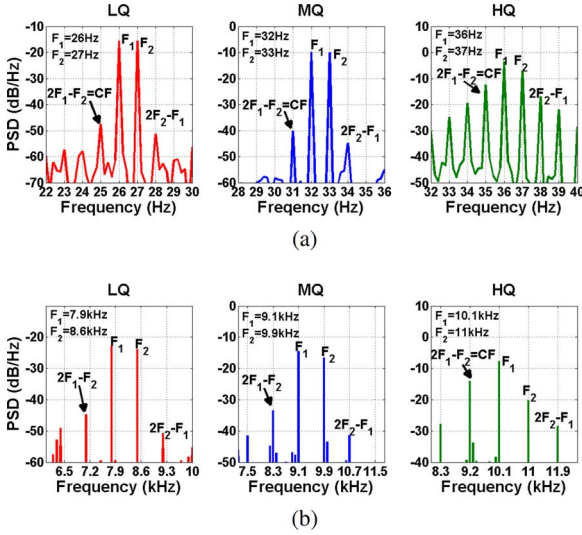 LQ
MQ
HQ
F1=26Hz
F2=27Hz
F1
F2
2F1-F2=CF
2F2-F1
PSD (dB/Hz)
-10
-20
-30
-40
-50
-60
-70
22 23 24 25 26 27 28 29 30
Frequency (Hz)
F1=32Hz
F2=33Hz
F1
F2
2F1-F2=CF
2F2-F1
0
-10
-20
-30
-40
-50
-60
28 29 30 31 32 33 34 35 36
Freqency (Hz)
F1=36Hz
F2=37Hz
F1
F2
2F1-F2=CF
2F2-F1
10
0
-10
-20
-30
-40
-50
32 33 34 35 36 37 38 39 40
Frequency (Hz)
(a)
LQ
MQ
HQ
F1=7.9kHz
F2=8.6kHz
F1
F2
2F1-F2
2F2-F1
PSD (dB/Hz)
-10
-20
-30
-40
-50
-60
6.5 7.2 7.9 8.6 9.3 10
Frequency (kHz)
F1=9.1kHz
F2=9.9kHz
F1
F2
2F1-F2
2F2-F1
0
-10
-20
-30
-40
-50
7.5 8.3 9.1 9.9 10.7 11.5
Frequency (kHz)
F1=10.1kHz
F2=11kHz
2F1-F2=CF
F1
F2
2F2-F1
0
-10
-20
-30
-40
8.3 9.2 10.1 11 11.9
Frequency (kHz)
(b)